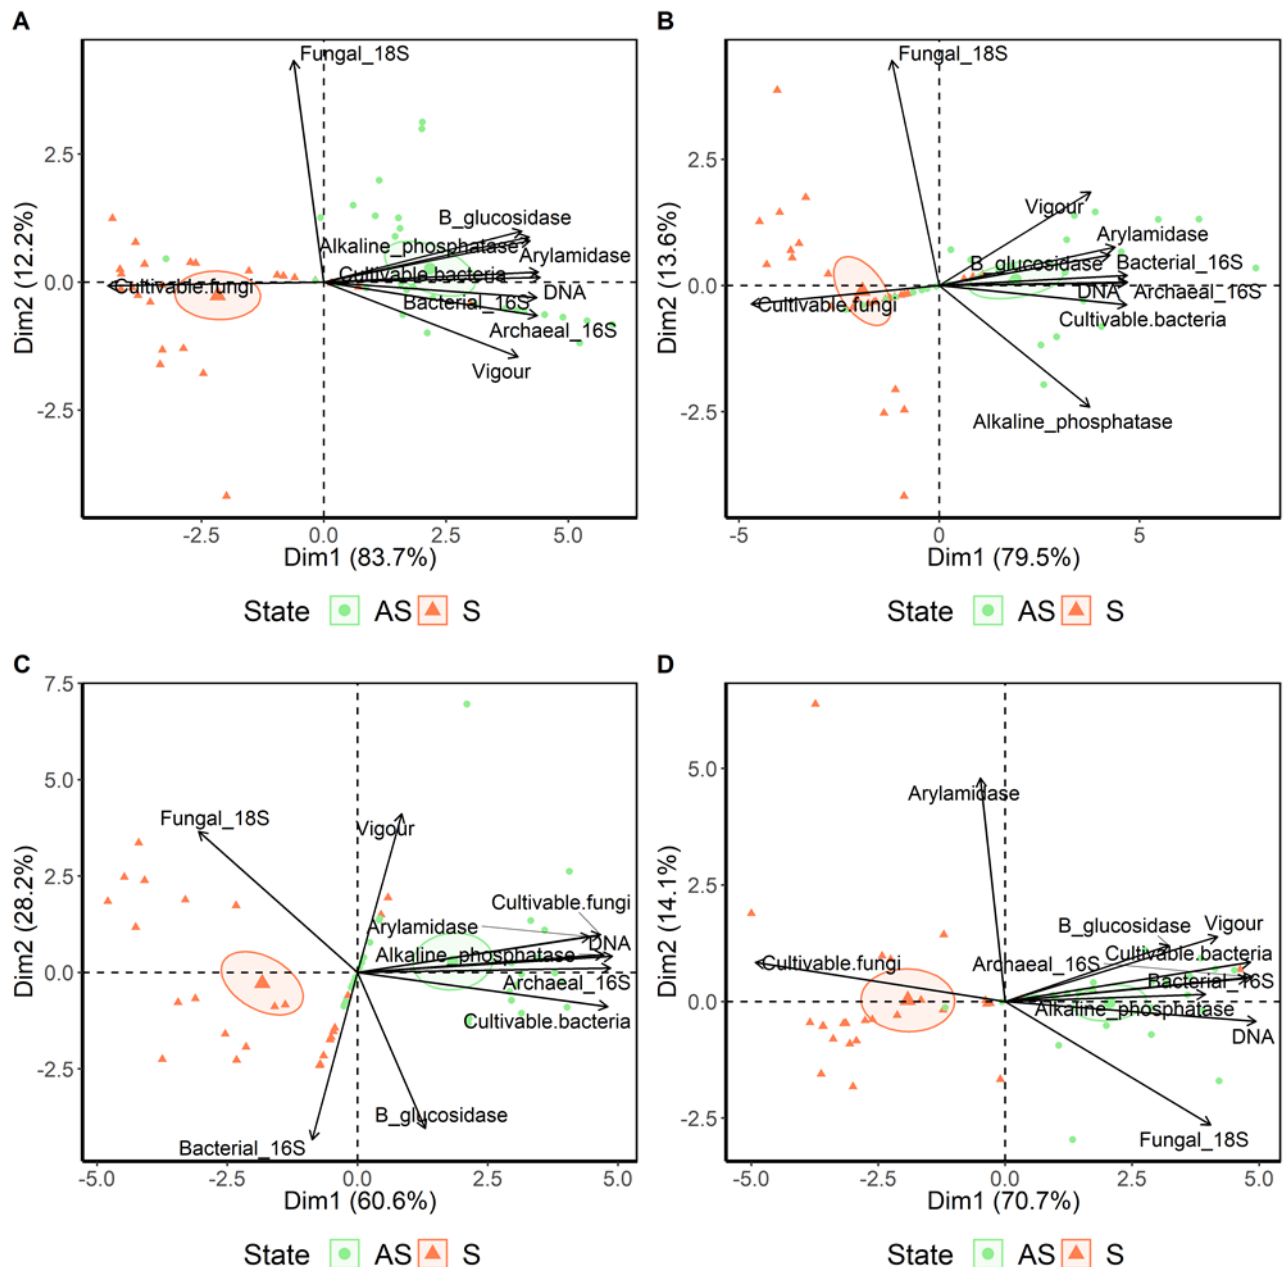 A
Fungal_18S
2.5
B_glucosidase
Alkaline_phosphatase
Arylamidase
Cultivable.bacteria
0.0
Cultivable.fungi
DNA
Bacterial_16S
Archaeal_16S
Vigour
-2.5
Dim2 (12.2%)
-2.5 0.0 2.5 5.0
Dim1 (83.7%)
State AS S
B
Fungal_18S
2.5
Vigour
Arylamidase
B_glucosidase Bacterial_16S
0.0
DNA Archaeal_16S
Cultivable.fungi
Cultivable.bacteria
-2.5
Alkaline_phosphatase
Dim2 (13.6%)
-5 0 5
Dim1 (79.5%)
State AS S
C
7.5
5.0
Fungal_18S
Vigour
2.5
Cultivable.fungi
Arylamidase
DNA
Alkaline_phosphatase
0.0
Archaeal_16S
Cultivable.bacteria
-2.5
B_glucosidase
Bacterial_16S
Dim2 (28.2%)
-5.0 -2.5 0.0 2.5 5.0
Dim1 (60.6%)
State AS S
D
5.0
Arylamidase
2.5
B_glucosidase Vigour
Cultivable.bacteria
Cultivable.fungi
Archaeal_16S
Bacterial_16S
0.0
Alkaline_phosphatase
DNA
-2.5
Fungal_18S
Dim2 (14.1%)
-5.0 -2.5 0.0 2.5 5.0
Dim1 (70.7%)
State AS S